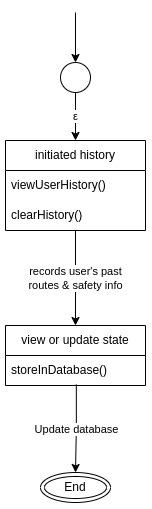 ε
initiated history
viewUserHistory()
clearHistory()
records user's past
routes & safety info
view or update state
storeInDatabase()
Update database
End